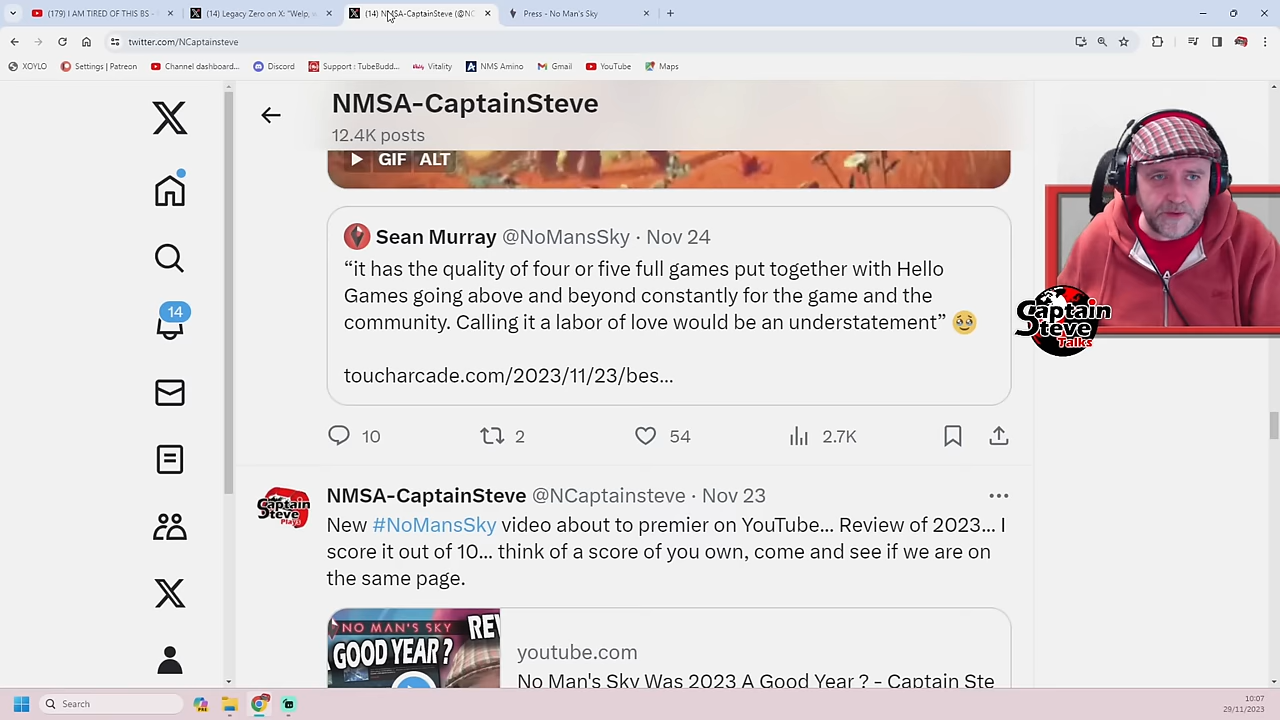 (179) I AM TIRED OF THIS BS -
(14) Legacy Zero on X: "Welp,
(14) NMSA-CaptainSteve (@NC
Press - No Man's Sky
twitter.com/NCaptainsteve
XOYLO
Settings | Patreon
Channel dashboard...
Discord
Support : TubeBudd...
Vitality
NMS Amino
Gmail
YouTube
Maps
NMSA-CaptainSteve
12.4K posts
GIF ALT
Sean Murray @NoMansSky · Nov 24
“it has the quality of four or five full games put together with Hello
Games going above and beyond constantly for the game and the
community. Calling it a labor of love would be an understatement” 🥹
toucharcade.com/2023/11/23/bes...
10 2 54 2.7K
14
Captain
Steve
Talks
NMSA-CaptainSteve @NCaptainsteve · Nov 23
Captain
Steve
Plays
New #NoMansSky video about to premier on YouTube... Review of 2023... I
score it out of 10... think of a score of you own, come and see if we are on
the same page.
NO MAN'S SKY
REV
GOOD YEAR ?
youtube.com
No Man's Sky Was 2023 A Good Year ? - Captain Ste
Search
10:07
29/11/2023